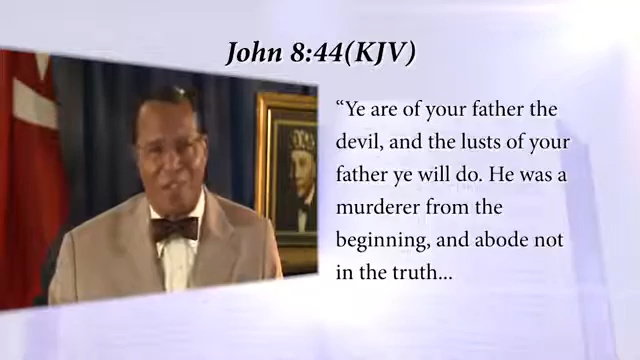 John 8:44(KJV)
“Ye are of your father the
devil, and the lusts of your
father ye will do. He was a
murderer from the
beginning, and abode not
in the truth...